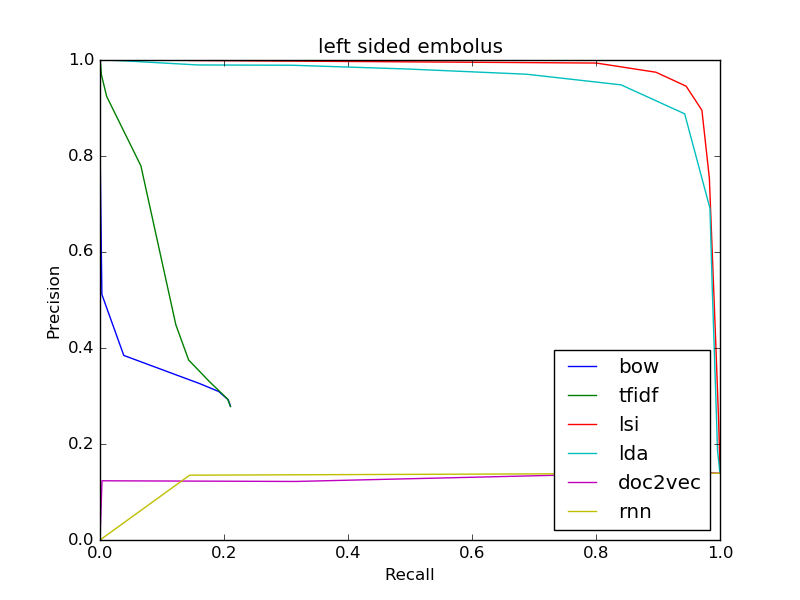 left sided embolus
1.0
0.8
0.6
0.4
0.2
0.0
Precision
bow
tfidf
lsi
lda
doc2vec
rnn
0.0 0.2 0.4 0.6 0.8 1.0
Recall